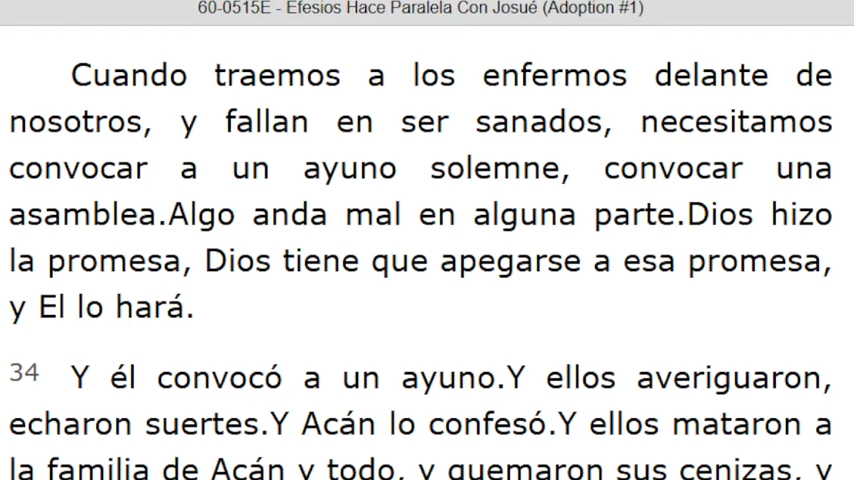 60-0515E - Efesios Hace Paralela Con Josué (Adoption #1)
Cuando traemos a los enfermos delante de
nosotros, y fallan en ser sanados, necesitamos
convocar a un ayuno solemne, convocar una
asamblea.Algo anda mal en alguna parte.Dios hizo
la promesa, Dios tiene que apegarse a esa promesa,
y El lo hará.
34 Y él convocó a un ayuno.Y ellos averiguaron,
echaron suertes.Y Acán lo confesó.Y ellos mataron a
la familia de Acán y todo, y quemaron sus cenizas, y